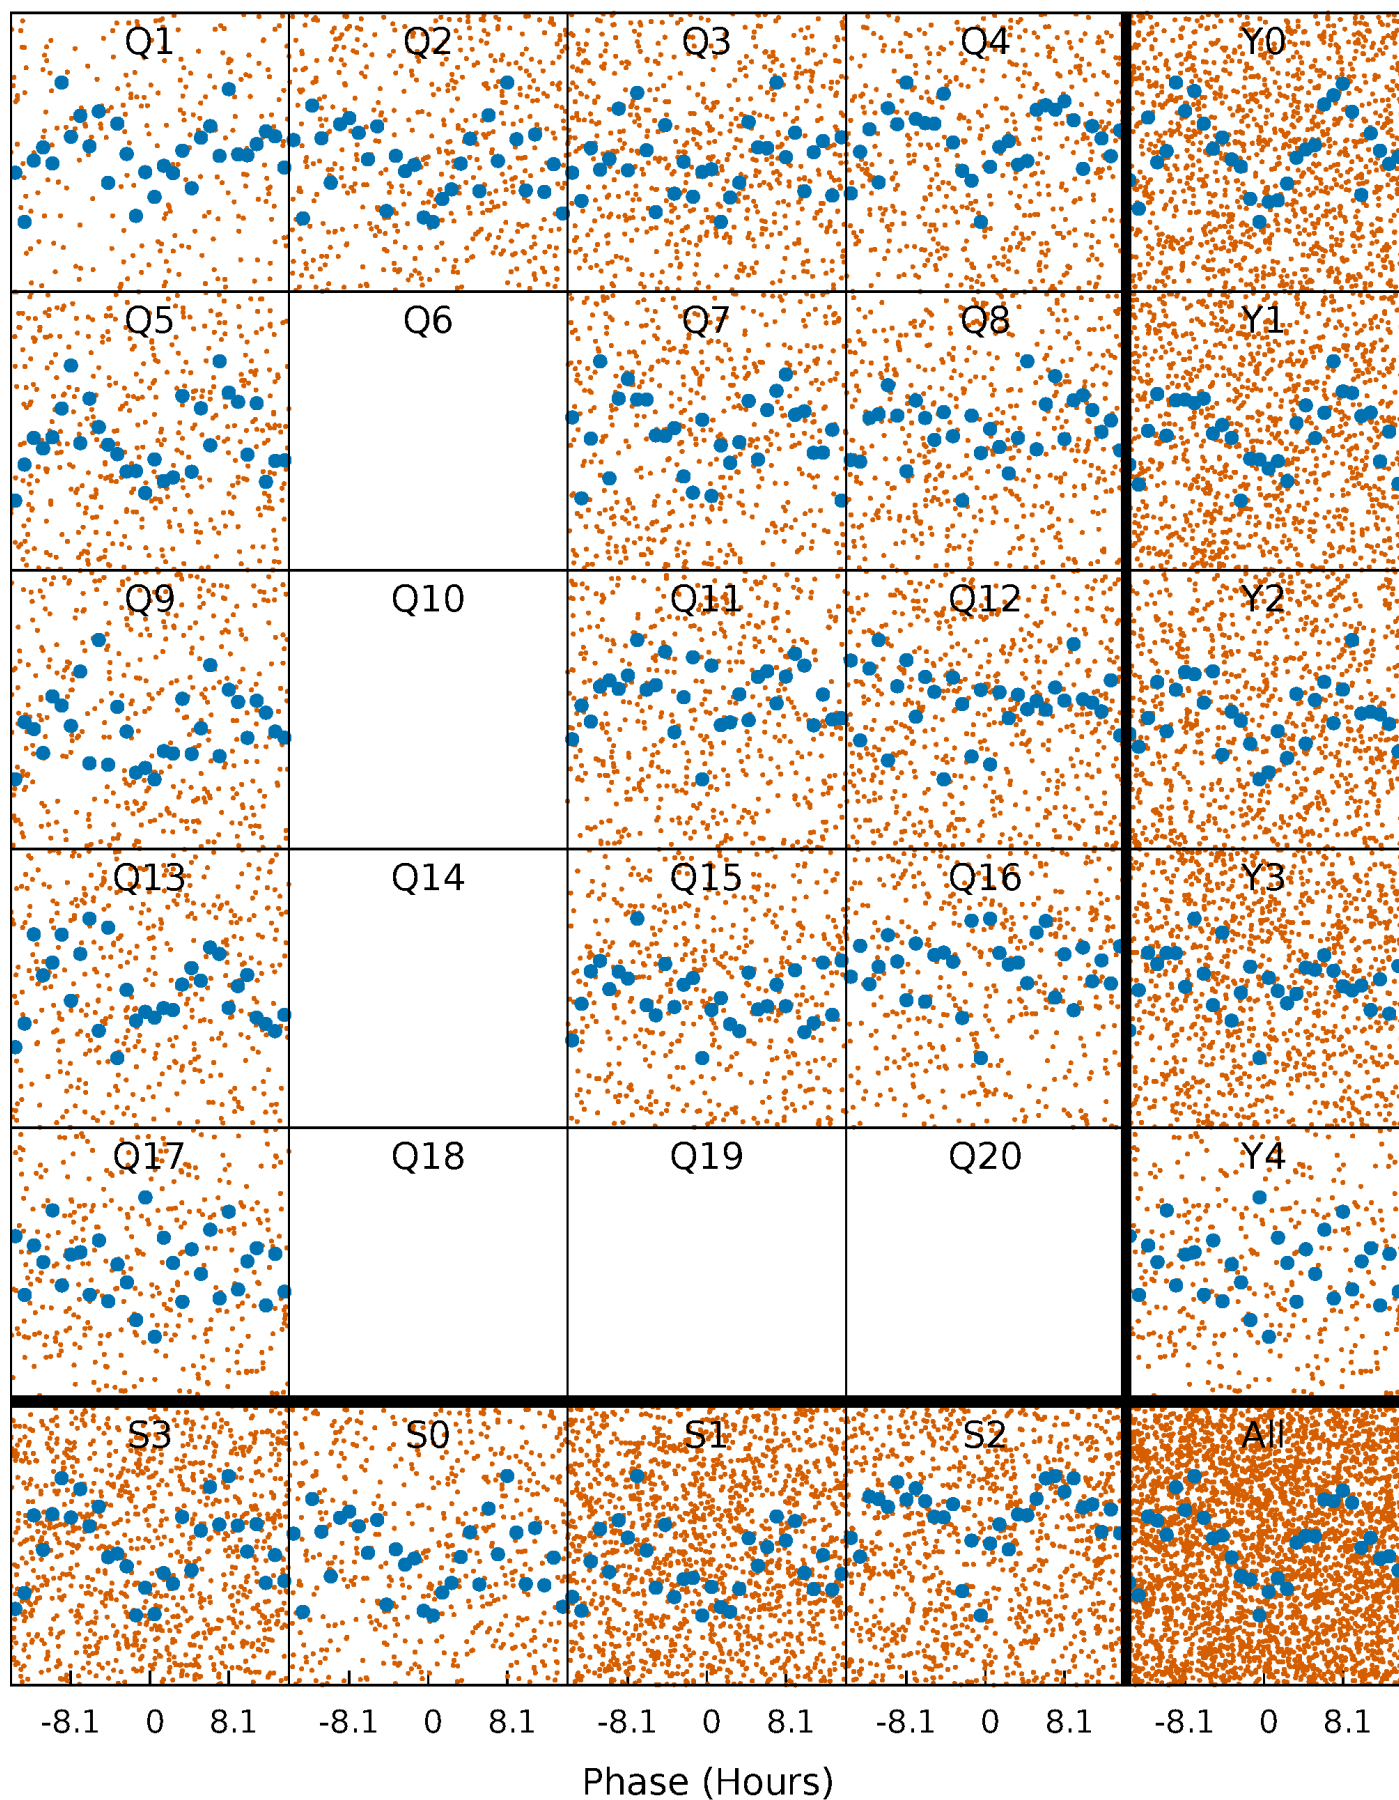 Q1 Q2 Q3 Q4 Y0
Q5 Q6 Q7 Q8 Y1
Q9 Q10 Q11 Q12 Y2
Q13 Q14 Q15 Q16 Y3
Q17 Q18 Q19 Q20 Y4
S3 S0 S1 S2 All
-8.1 0 8.1 -8.1 0 8.1 -8.1 0 8.1 -8.1 0 8.1 -8.1 0 8.1
Phase (Hours)